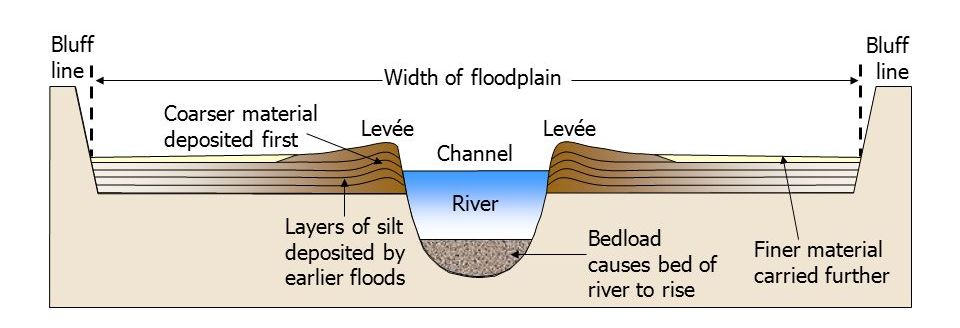 Bluff
line
Width of floodplain
Bluff
line
Coarser material
deposited first
Levée
Channel
Levée
River
Layers of silt
deposited by
earlier floods
Bedload
causes bed of
river to rise
Finer material
carried further